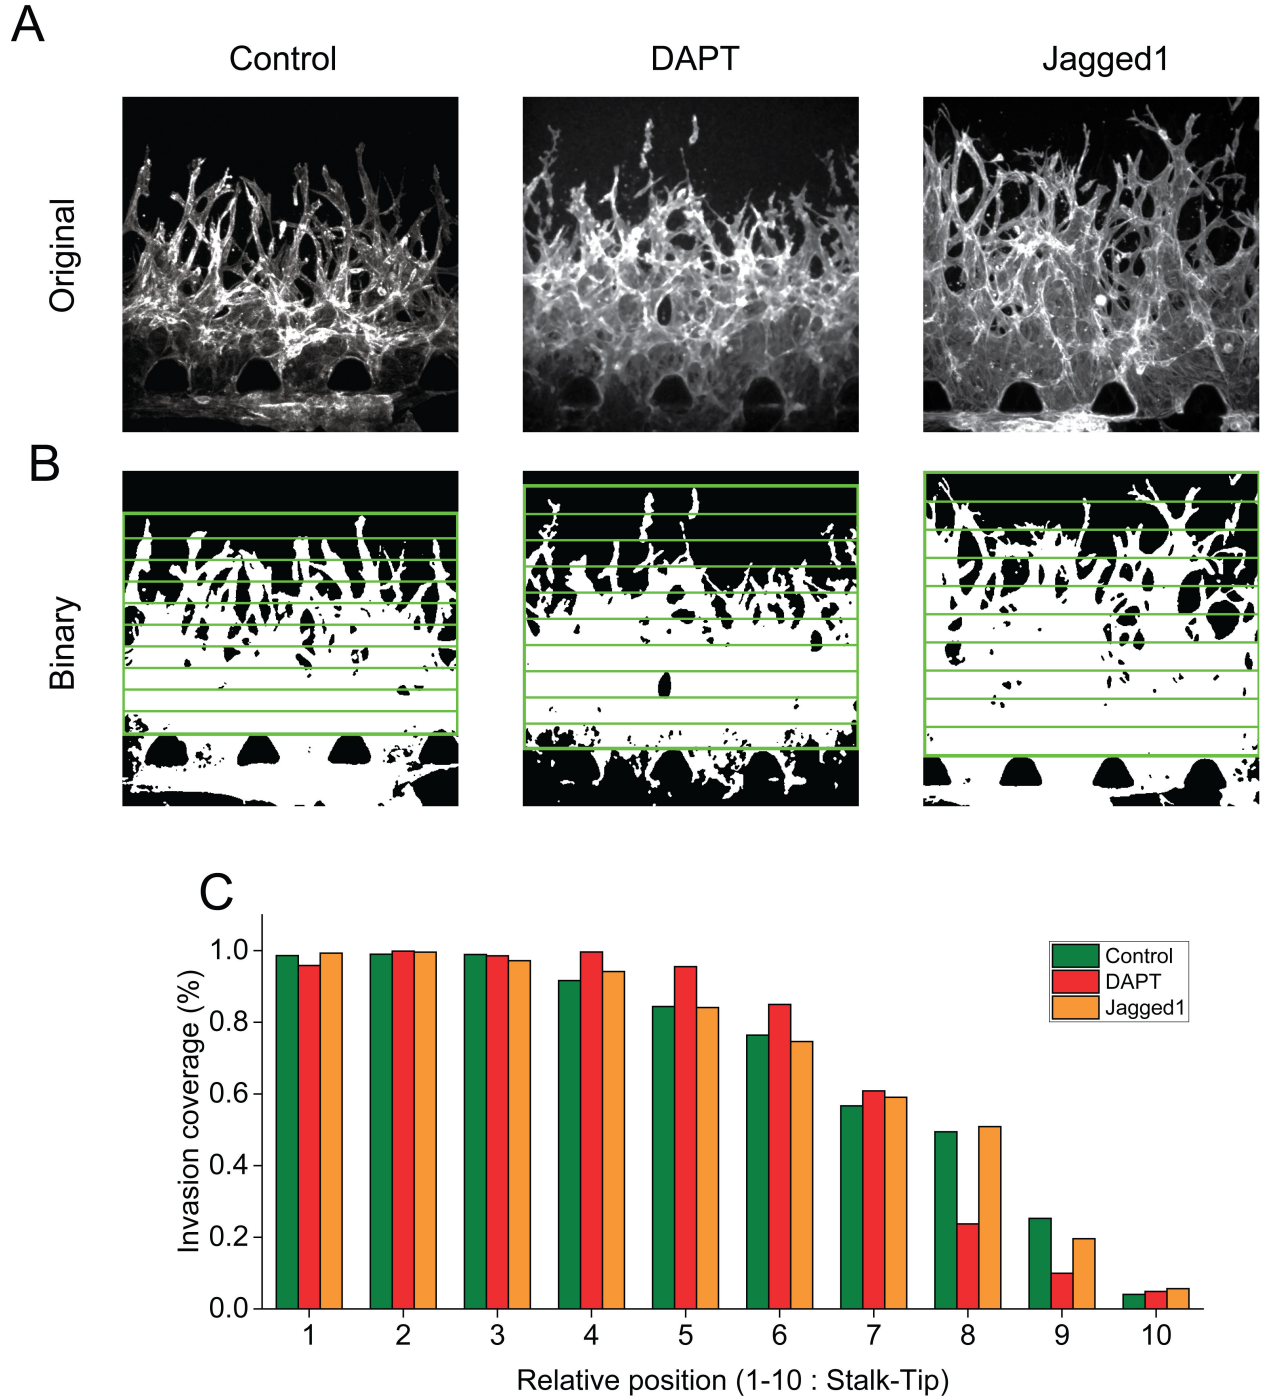 A
Control
DAPT
Jagged1
Original
B
Binary
C
Invasion coverage (%)
1.0
0.8
0.6
0.4
0.2
0.0
Control
DAPT
Jagged1
1 2 3 4 5 6 7 8 9 10
Relative position (1-10 : Stalk-Tip)